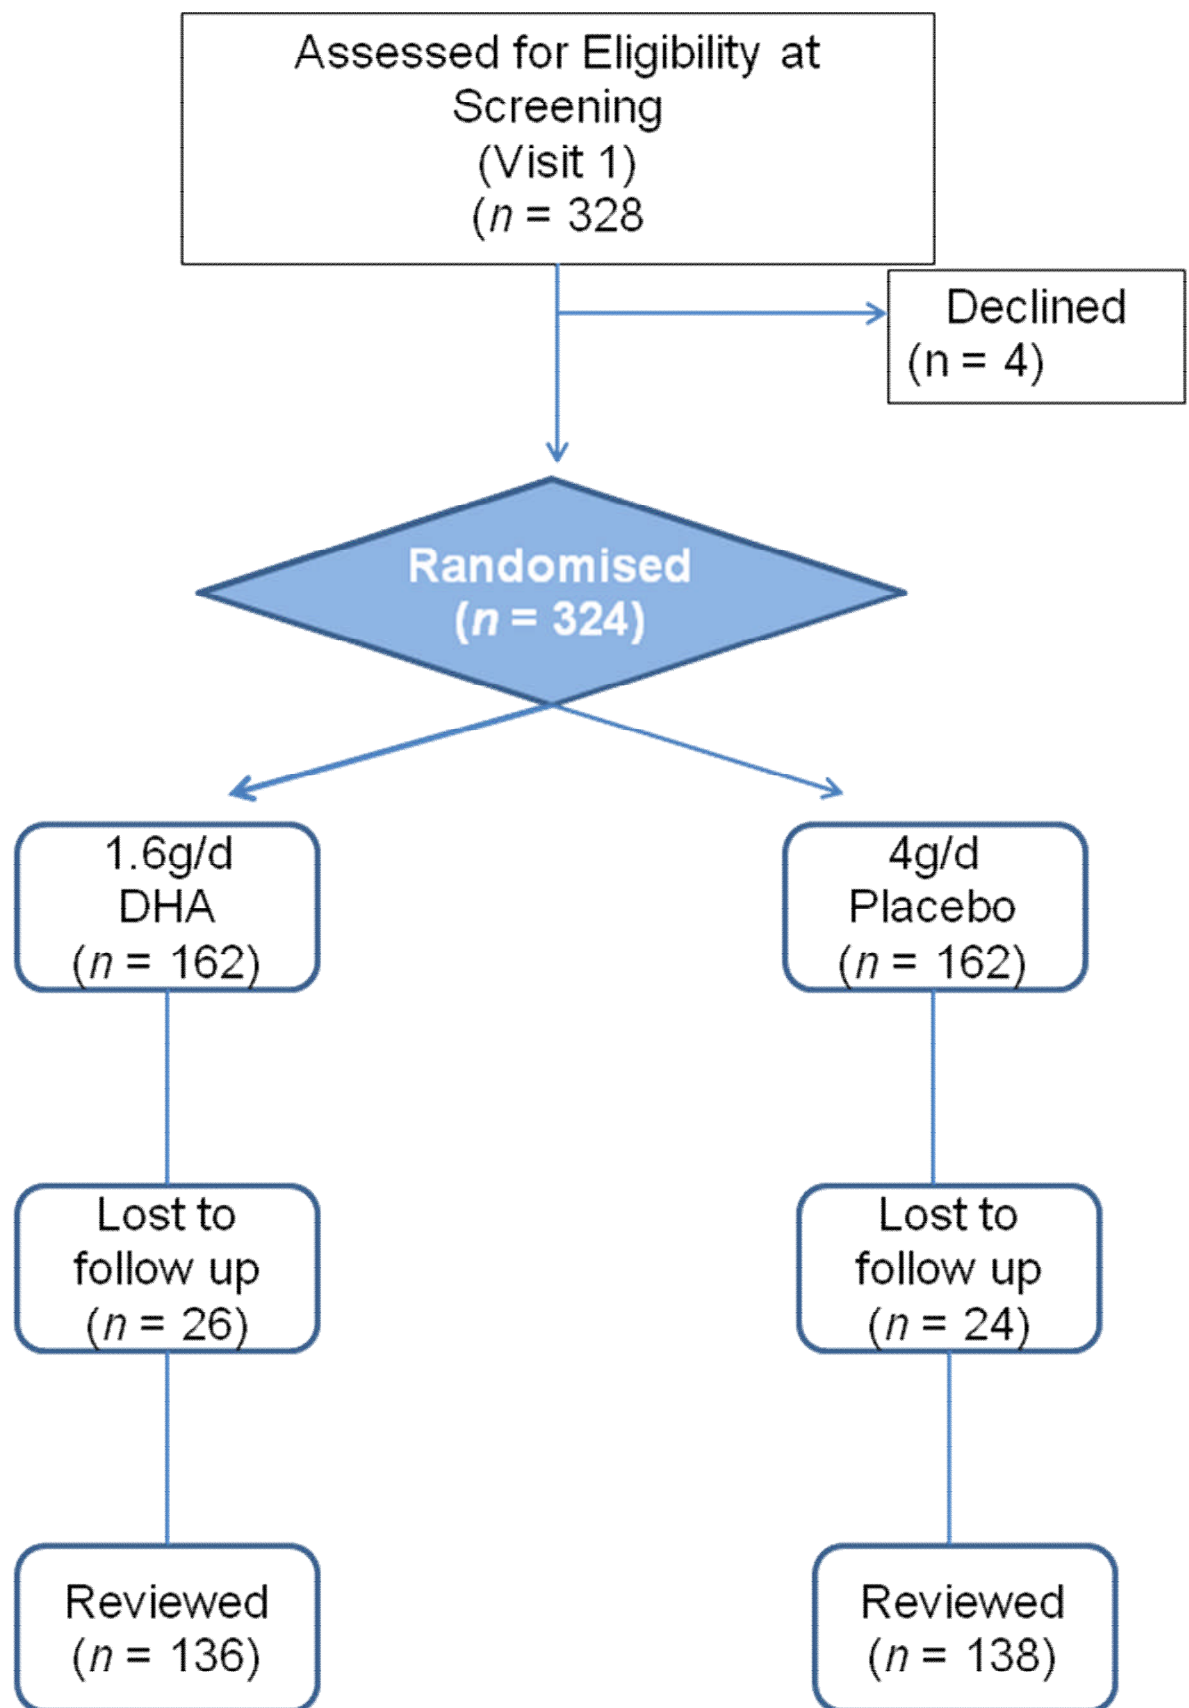 Assessed for Eligibility at
Screening
(Visit 1)
(n = 328
Declined
(n = 4)
Randomised
(n = 324)
1.6g/d
DHA
(n = 162)
4g/d
Placebo
(n = 162)
Lost to
follow up
(n = 26)
Lost to
follow up
(n = 24)
Reviewed
(n = 136)
Reviewed
(n = 138)